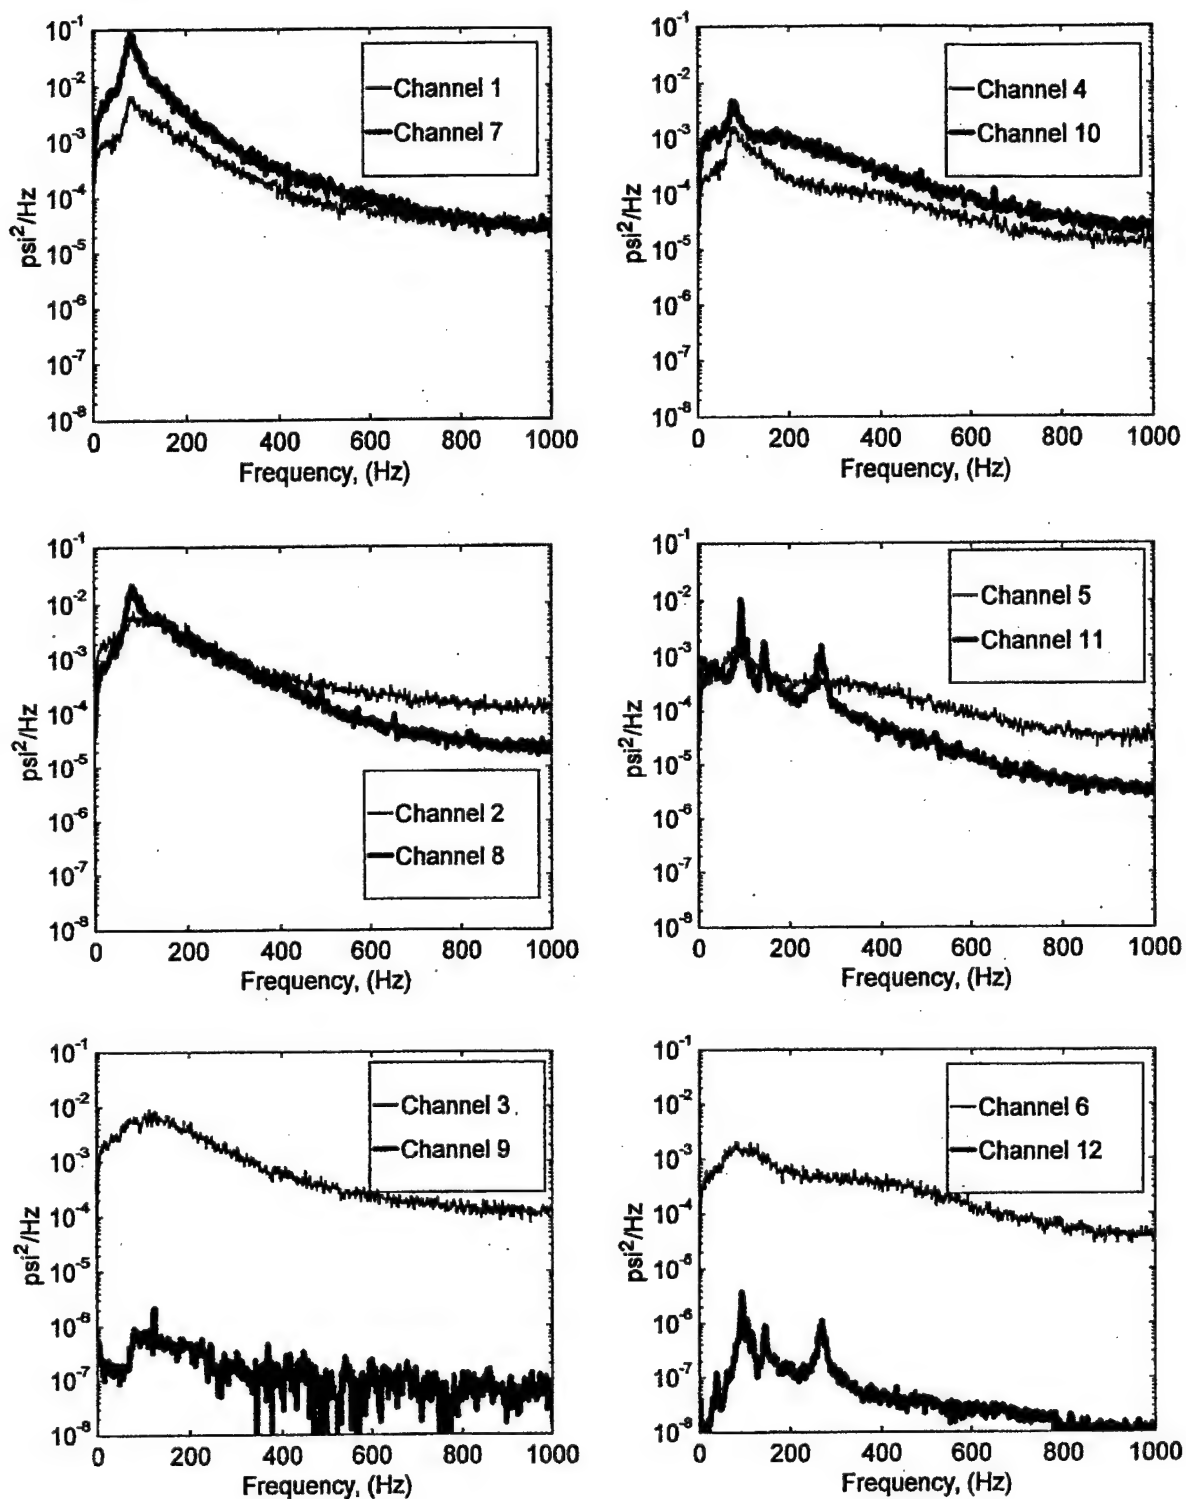 10-1
10-2
10-3
10-4
10-5
10-6
10-7
10-8
psi2/Hz
Channel 1
Channel 7
0 200 400 600 800 1000
Frequency, (Hz)
10-1
10-2
10-3
10-4
10-5
10-6
10-7
10-8
psi2/Hz
Channel 4
Channel 10
0 200 400 600 800 1000
Frequency, (Hz)
10-1
10-2
10-3
10-4
10-5
10-6
10-7
10-8
psi2/Hz
Channel 2
Channel 8
0 200 400 600 800 1000
Frequency, (Hz)
10-1
10-2
10-3
10-4
10-5
10-6
10-7
10-8
psi2/Hz
Channel 5
Channel 11
0 200 400 600 800 1000
Frequency, (Hz)
10-1
10-2
10-3
10-4
10-5
10-6
10-7
10-8
psi2/Hz
Channel 3
Channel 9
0 200 400 600 800 1000
Frequency, (Hz)
10-1
10-2
10-3
10-4
10-5
10-6
10-7
10-8
psi2/Hz
Channel 6
Channel 12
0 200 400 600 800 1000
Frequency, (Hz)